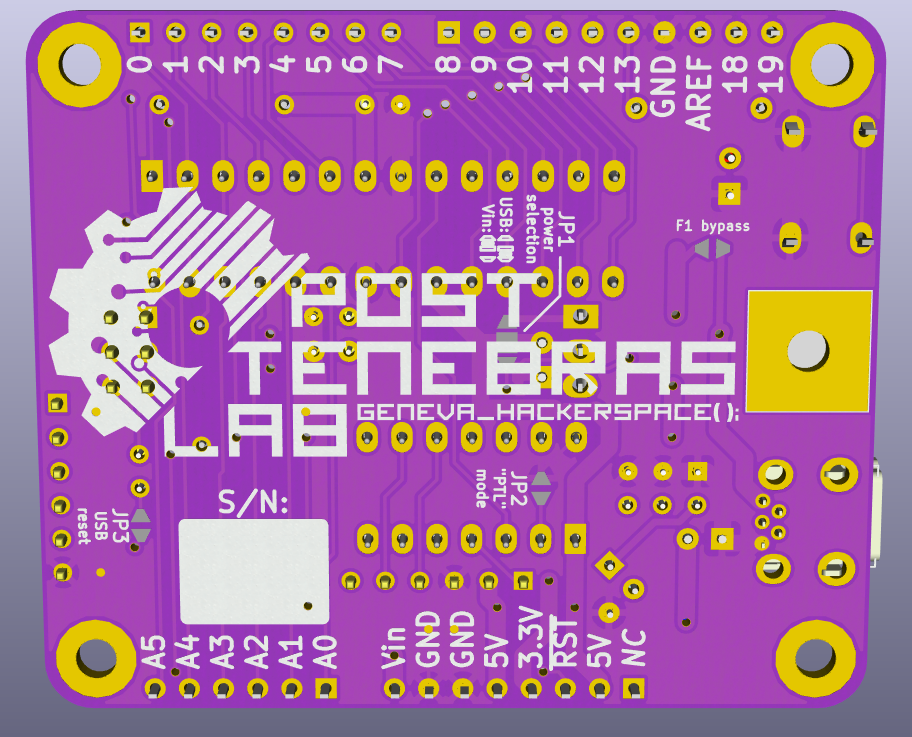 0 1 2 3 4 5 6 7 8 9 10 11 12 13 GND AREF 18 19
F1 bypass
JP1
power
selection
USB:
Vin:
POST
TENEBRAS
LAB
GENEVA_HACKERSPACE();
JP2
"PTL"
mode
S/N:
JP3
USB
reset
A5 A4 A3 A2 A1 A0 Vin GND GND 5V 3.3V RST 5V NC